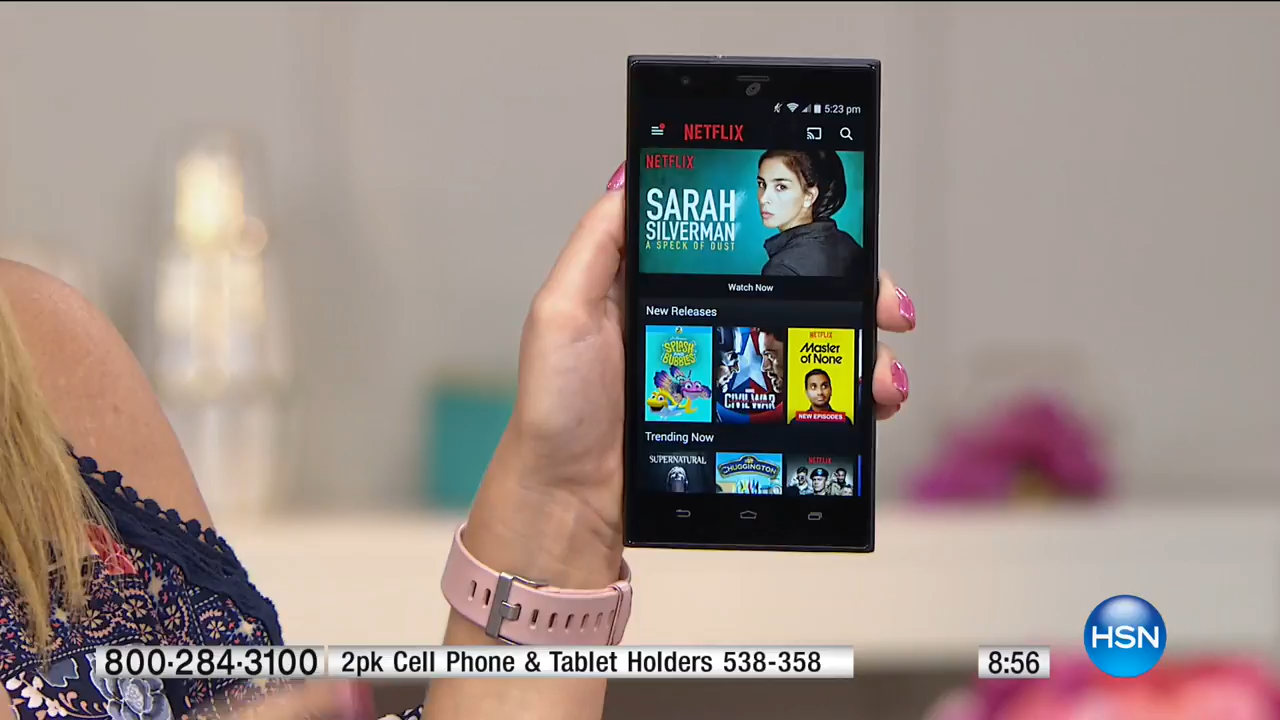 5:23 pm
NETFLIX
NETFLIX
SARAH
SILVERMAN
A SPECK OF DUST
Watch Now
New Releases
SPLASH
AND
BUBBLES
CIVIL WAR
NETFLIX
Master
of None
NEW EPISODES
Trending Now
SUPERNATURAL
CHUGGINGTON
NETFLIX
HSN
800·284·3100
2pk Cell Phone & Tablet Holders 538-358
8:56